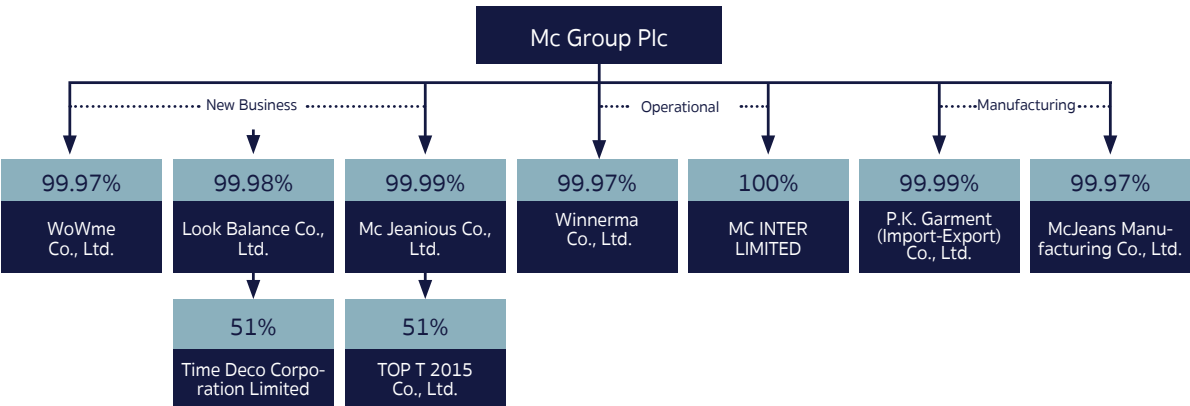 Mc Group Plc
New Business
Operational
Manufacturing
99.97%
WoWme
Co., Ltd.
99.98%
Look Balance Co.,
Ltd.
99.99%
Mc Jeanious Co.,
Ltd.
99.97%
Winnerma
Co., Ltd.
100%
MC INTER
LIMITED
99.99%
P.K. Garment
(Import-Export)
Co., Ltd.
99.97%
McJeans Manu-
facturing Co., Ltd.
51%
Time Deco Corpo-
ration Limited
51%
TOP T 2015
Co., Ltd.